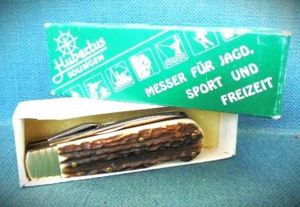 Hubertus
SOLINGEN
MESSER FÜR JAGD.
SPORT UND
FREIZEIT